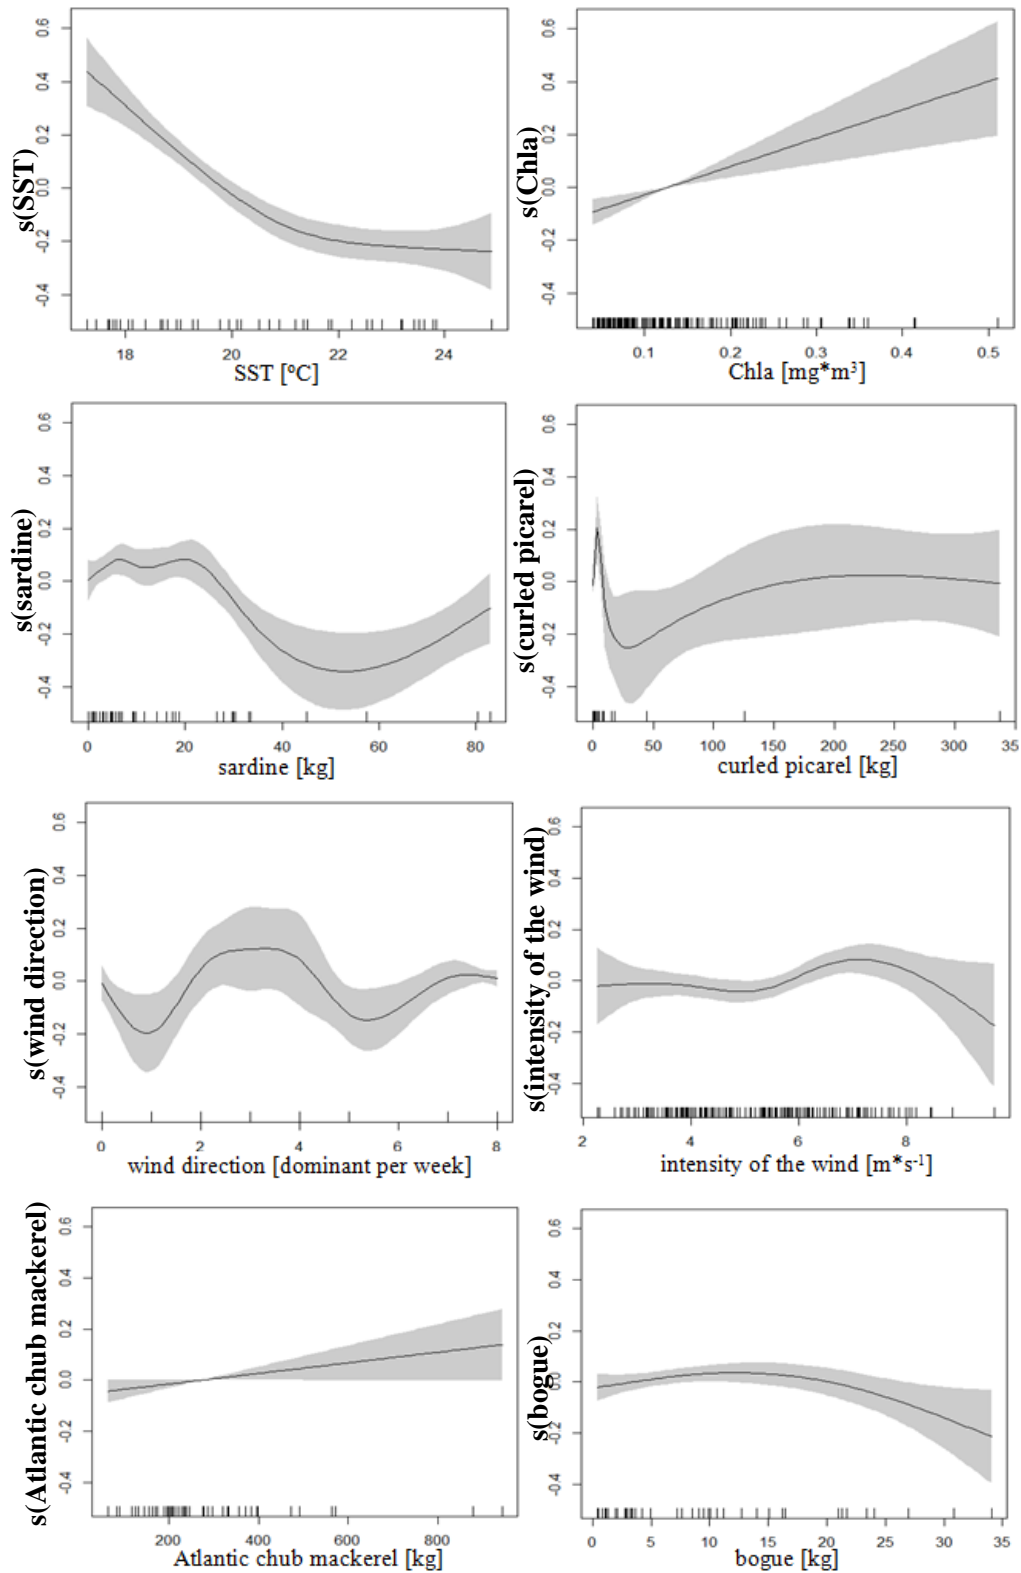 s(SST)
0.6
0.4
0.2
0.0
-0.2
-0.4
18 20 22 24
SST [ºC]
s(Chla)
0.6
0.4
0.2
0.0
-0.2
-0.4
0.1 0.2 0.3 0.4 0.5
Chla [mg*m³]
s(sardine)
0.6
0.4
0.2
0.0
-0.2
-0.4
0 20 40 60 80
sardine [kg]
s(curled picarel)
0.6
0.4
0.2
0.0
-0.2
-0.4
0 50 100 150 200 250 300 35
curled picarel [kg]
s(wind direction)
0.6
0.4
0.2
0.0
-0.2
-0.4
0 2 4 6 8
wind direction [dominant per week]
s(intensity of the wind)
0.6
0.4
0.2
0.0
-0.2
-0.4
2 4 6 8
intensity of the wind [m*s⁻¹]
s(Atlantic chub mackerel)
0.6
0.4
0.2
0.0
-0.2
-0.4
200 400 600 800
Atlantic chub mackerel [kg]
s(bogue)
0.6
0.4
0.2
0.0
-0.2
-0.4
0 5 10 15 20 25 30 35
bogue [kg]